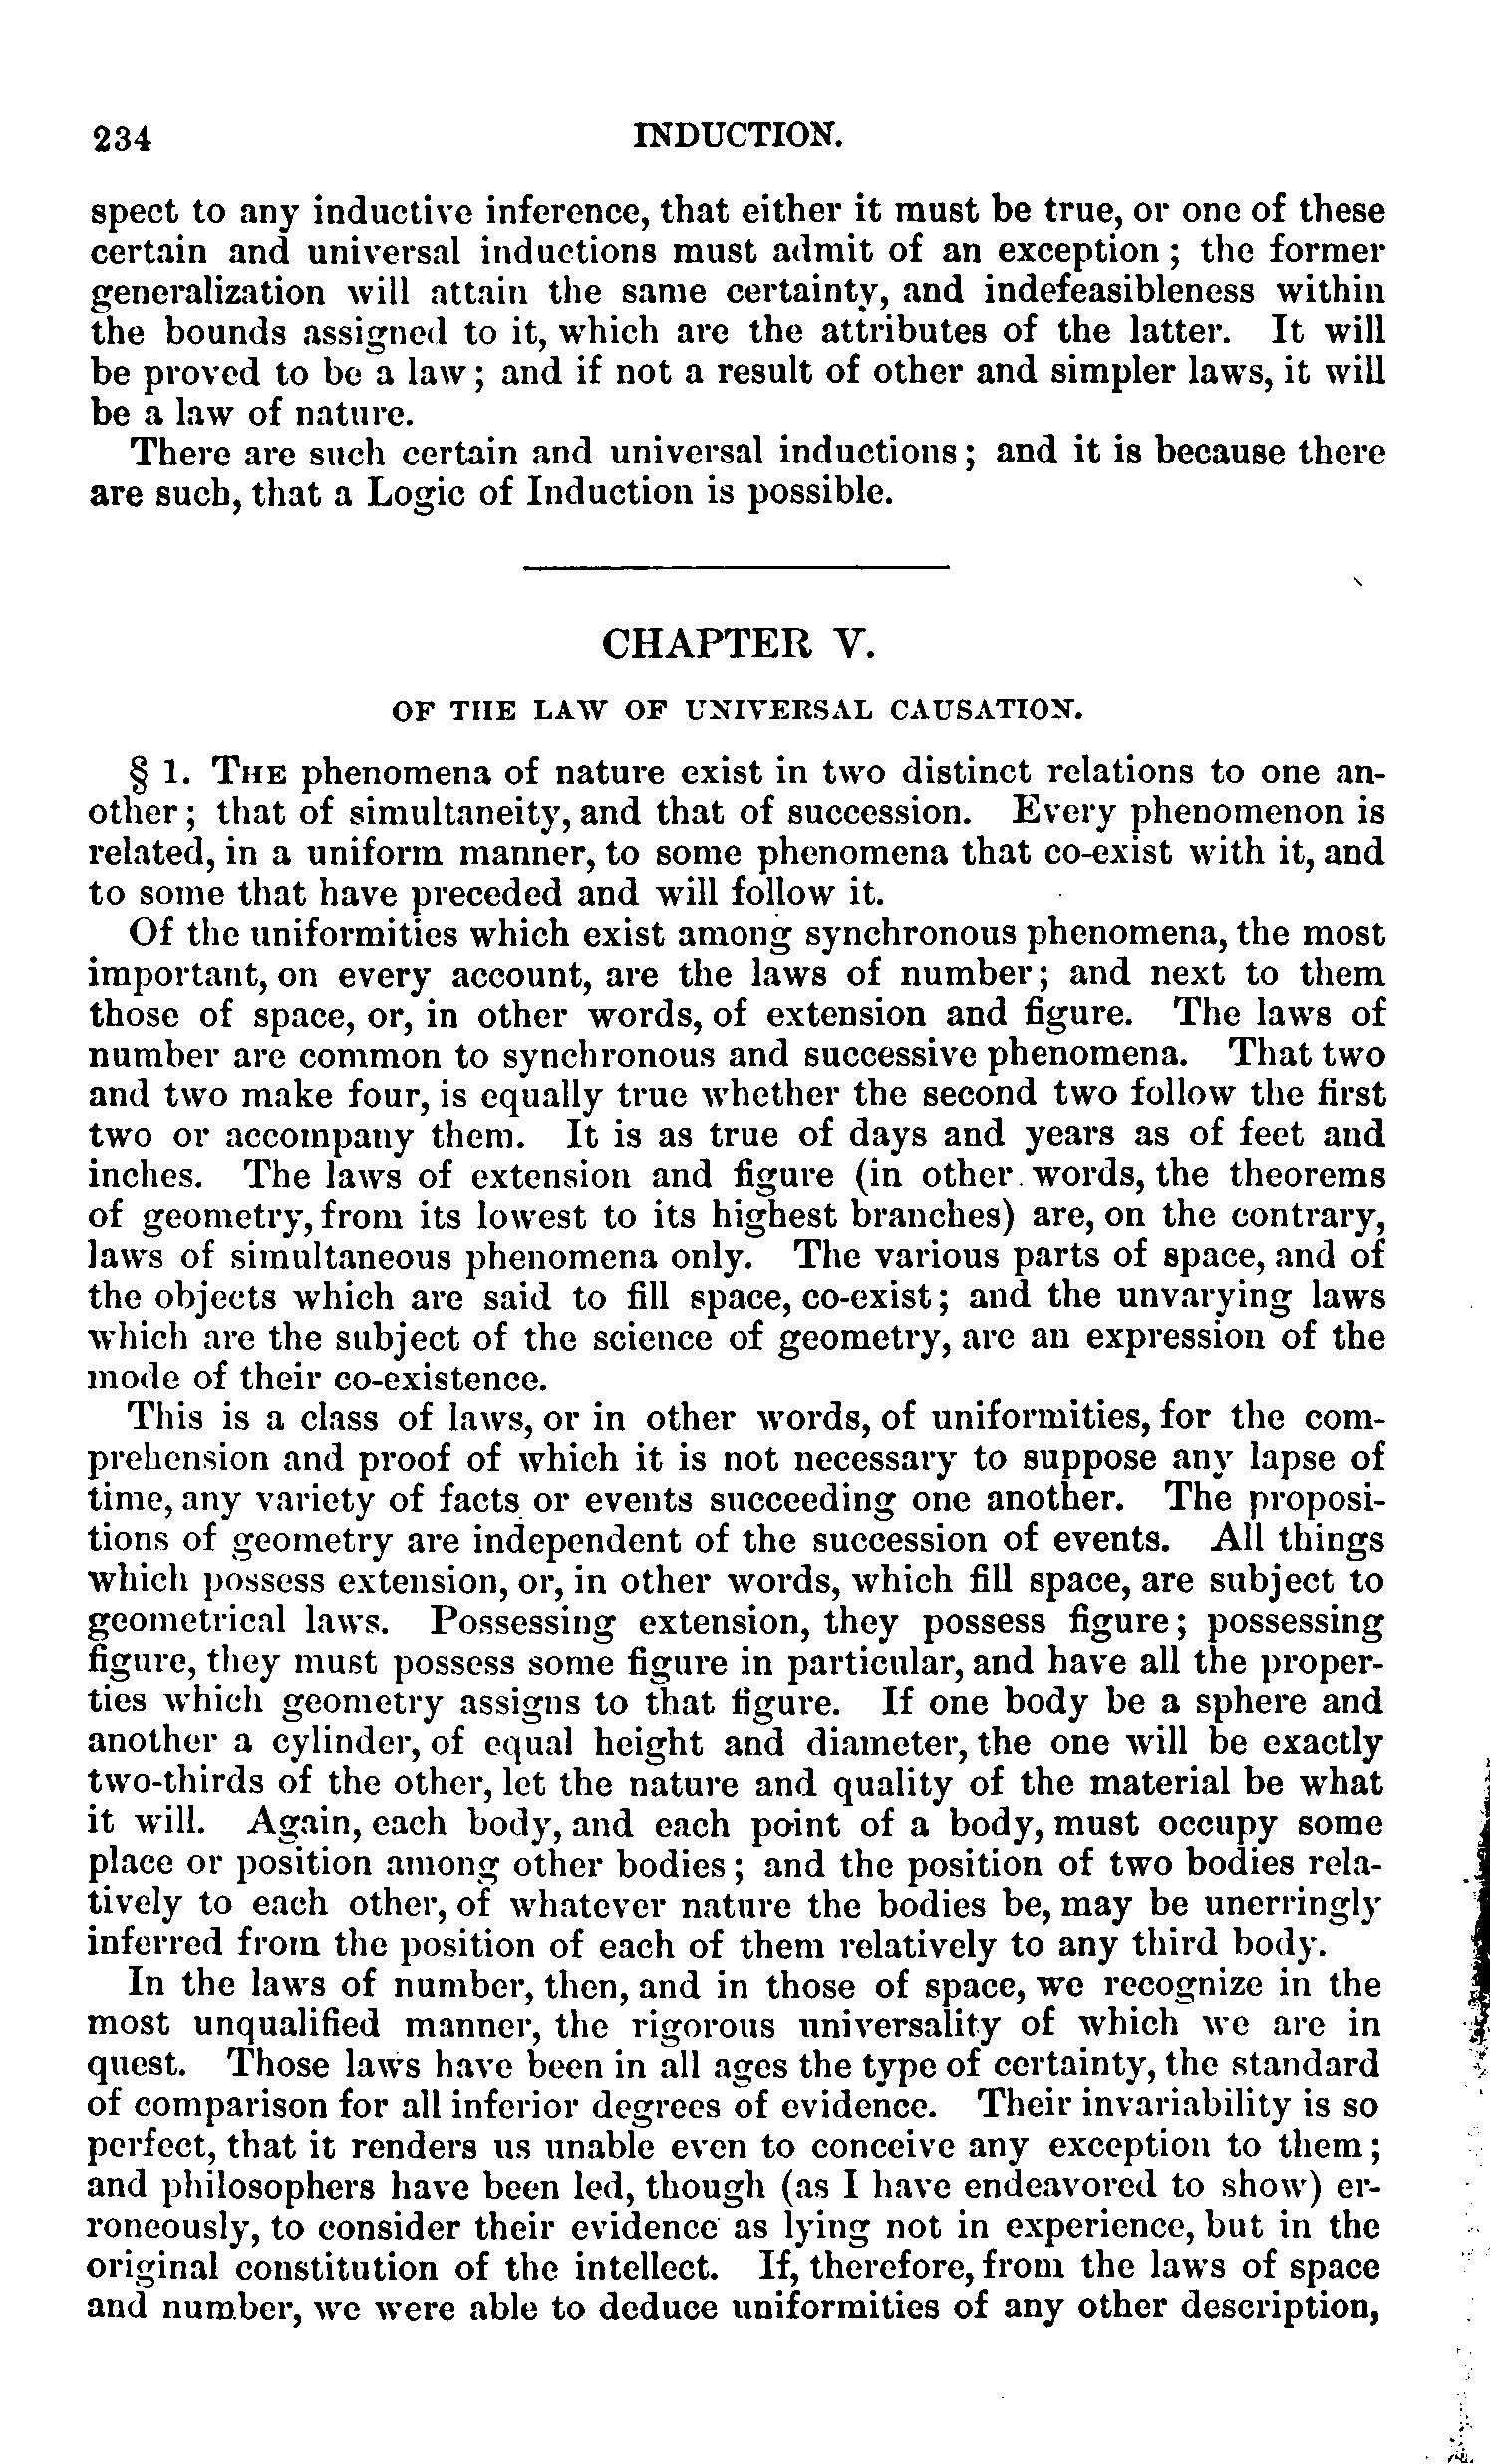 234 INDUCTION.
spect to any inductive inference, that either it must be true, or one of these
certain and universal inductions must admit of an exception; the former
generalization will attain the same certainty, and indefeasibleness within
the bounds assigned to it, which are the attributes of the latter. It will
be proved to be a law; and if not a result of other and simpler laws, it will
be a law of nature.
There are such certain and universal inductions; and it is because there
are such, that a Logic of Induction is possible.
CHAPTER V.
OF THE LAW OF UNIVERSAL CAUSATION.
§ 1. THE phenomena of nature exist in two distinct relations to one an-
other; that of simultaneity, and that of succession. Every phenomenon is
related, in a uniform manner, to some phenomena that co-exist with it, and
to some that have preceded and will follow it.
Of the uniformities which exist among synchronous phenomena, the most
important, on every account, are the laws of number; and next to them
those of space, or, in other words, of extension and figure. The laws of
number are common to synchronous and successive phenomena. That two
and two make four, is equally true whether the second two follow the first
two or accompany them. It is as true of days and years as of feet and
inches. The laws of extension and figure (in other words, the theorems
of geometry, from its lowest to its highest branches) are, on the contrary,
laws of simultaneous phenomena only. The various parts of space, and of
the objects which are said to fill space, co-exist; and the unvarying laws
which are the subject of the science of geometry, are an expression of the
mode of their co-existence.
This is a class of laws, or in other words, of uniformities, for the com-
prehension and proof of which it is not necessary to suppose any lapse of
time, any variety of facts or events succeeding one another. The proposi-
tions of geometry are independent of the succession of events. All things
which possess extension, or, in other words, which fill space, are subject to
geometrical laws. Possessing extension, they possess figure; possessing
figure, they must possess some figure in particular, and have all the proper-
ties which geometry assigns to that figure. If one body be a sphere and
another a cylinder, of equal height and diameter, the one will be exactly
two-thirds of the other, let the nature and quality of the material be what
it will. Again, each body, and each point of a body, must occupy some
place or position among other bodies; and the position of two bodies rela-
tively to each other, of whatever nature the bodies be, may be unerringly
inferred from the position of each of them relatively to any third body.
In the laws of number, then, and in those of space, we recognize in the
most unqualified manner, the rigorous universality of which we are in
quest. Those laws have been in all ages the type of certainty, the standard
of comparison for all inferior degrees of evidence. Their invariability is so
perfect, that it renders us unable even to conceive any exception to them;
and philosophers have been led, though (as I have endeavored to show) er-
roneously, to consider their evidence as lying not in experience, but in the
original constitution of the intellect. If, therefore, from the laws of space
and number, we were able to deduce uniformities of any other description,